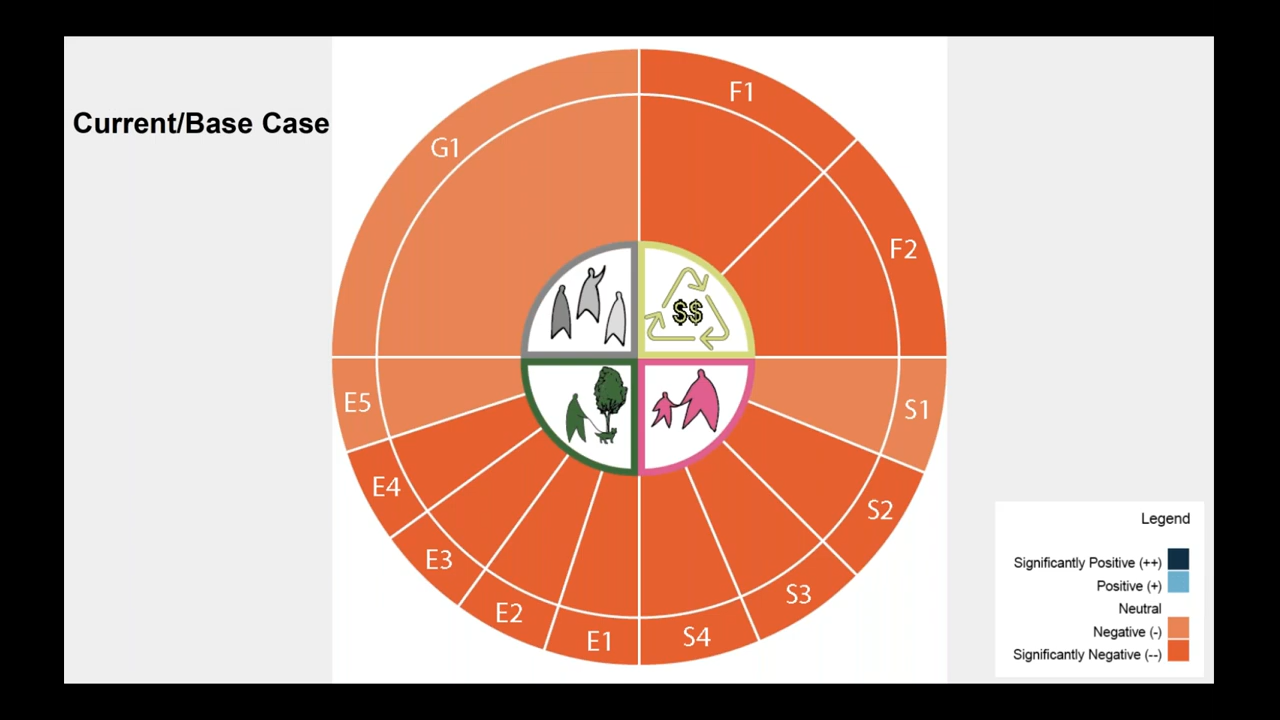 Current/Base Case
F1
G1
F2
$$
E5
S1
E4
S2
E3
S3
E2
E1
S4
Legend
Significantly Positive (++)
Positive (+)
Neutral
Negative (-)
Significantly Negative (--)